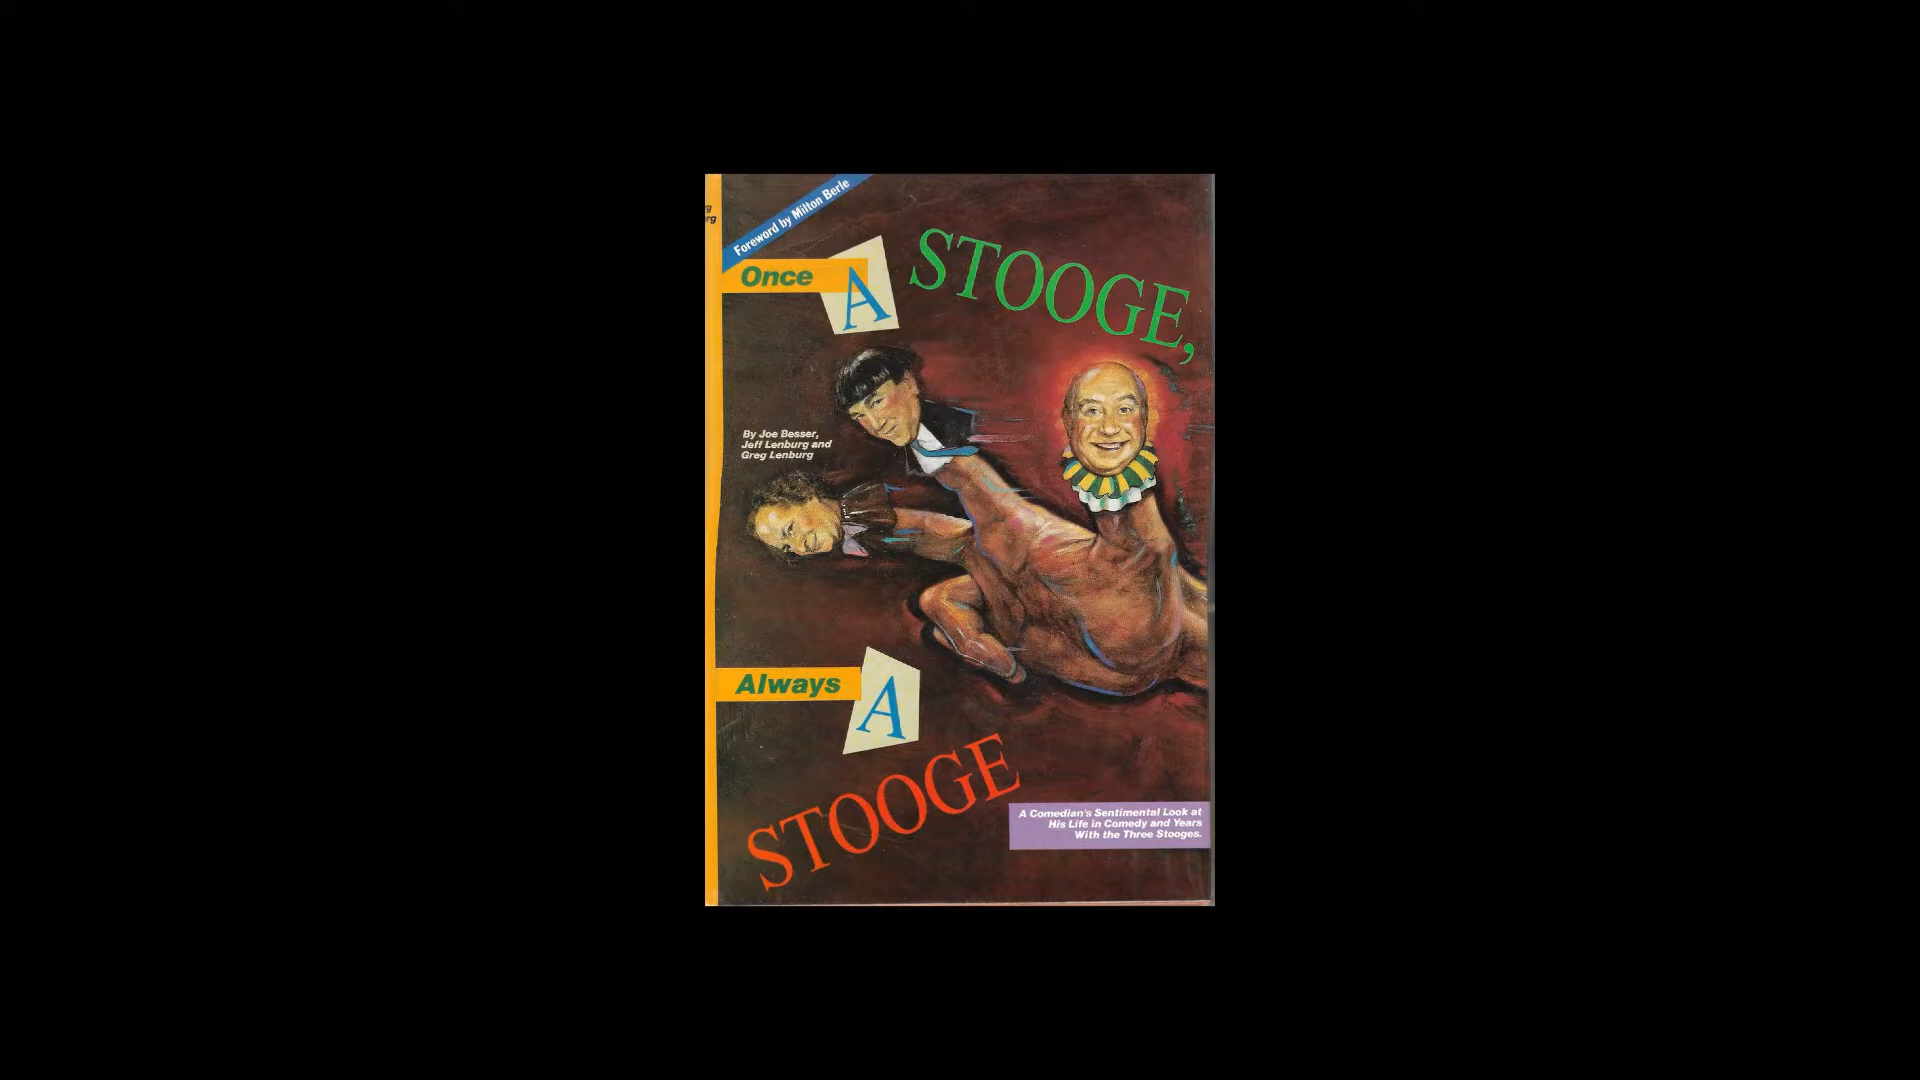 Foreword by Milton Berle
Once
A
STOOGE,
By Joe Besser,
Jeff Lenburg and
Greg Lenburg
Always
A
STOOGE
A Comedian's Sentimental Look at
His Life in Comedy and Years
With the Three Stooges.